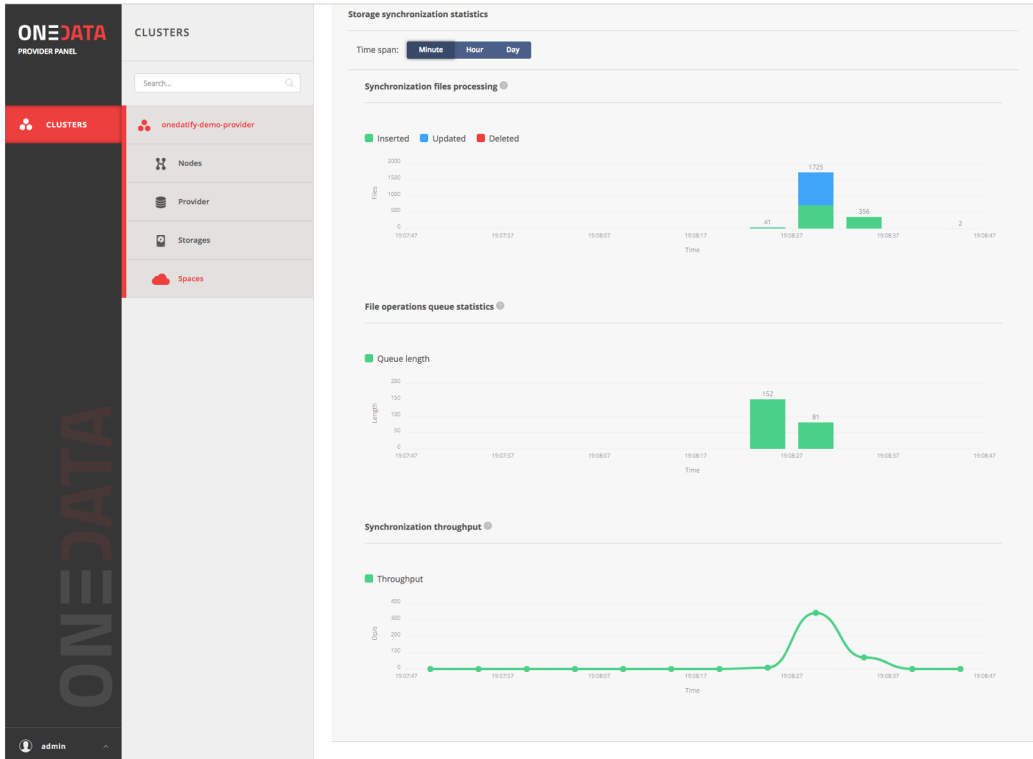 ONEDATA
PROVIDER PANEL
CLUSTERS
Search...
CLUSTERS
onedatify-demo-provider
Nodes
Provider
Storages
Spaces
ONEDATA
admin
Storage synchronization statistics
Time span: Minute Hour Day
Synchronization files processing
Inserted Updated Deleted
2000
1500
1000
500
0
Files
41
1725
356
2
19:07:47 19:07:57 19:08:07 19:08:17 19:08:27 19:08:37 19:08:47
Time
File operations queue statistics
Queue length
200
150
100
50
0
Length
152
81
19:07:47 19:07:57 19:08:07 19:08:17 19:08:27 19:08:37 19:08:47
Time
Synchronization throughput
Throughput
400
300
200
100
0
Op/s
19:07:47 19:07:57 19:08:07 19:08:17 19:08:27 19:08:37 19:08:47
Time